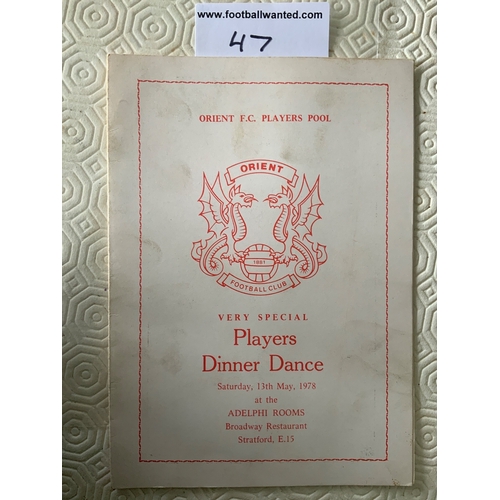 www.footballwanted.com
47
ORIENT F.C. PLAYERS POOL
ORIENT
1881
FOOTBALL CLUB
VERY SPECIAL
Players
Dinner Dance
Saturday, 13th May, 1978
at the
ADELPHI ROOMS
Broadway Restaurant
Stratford, E.15